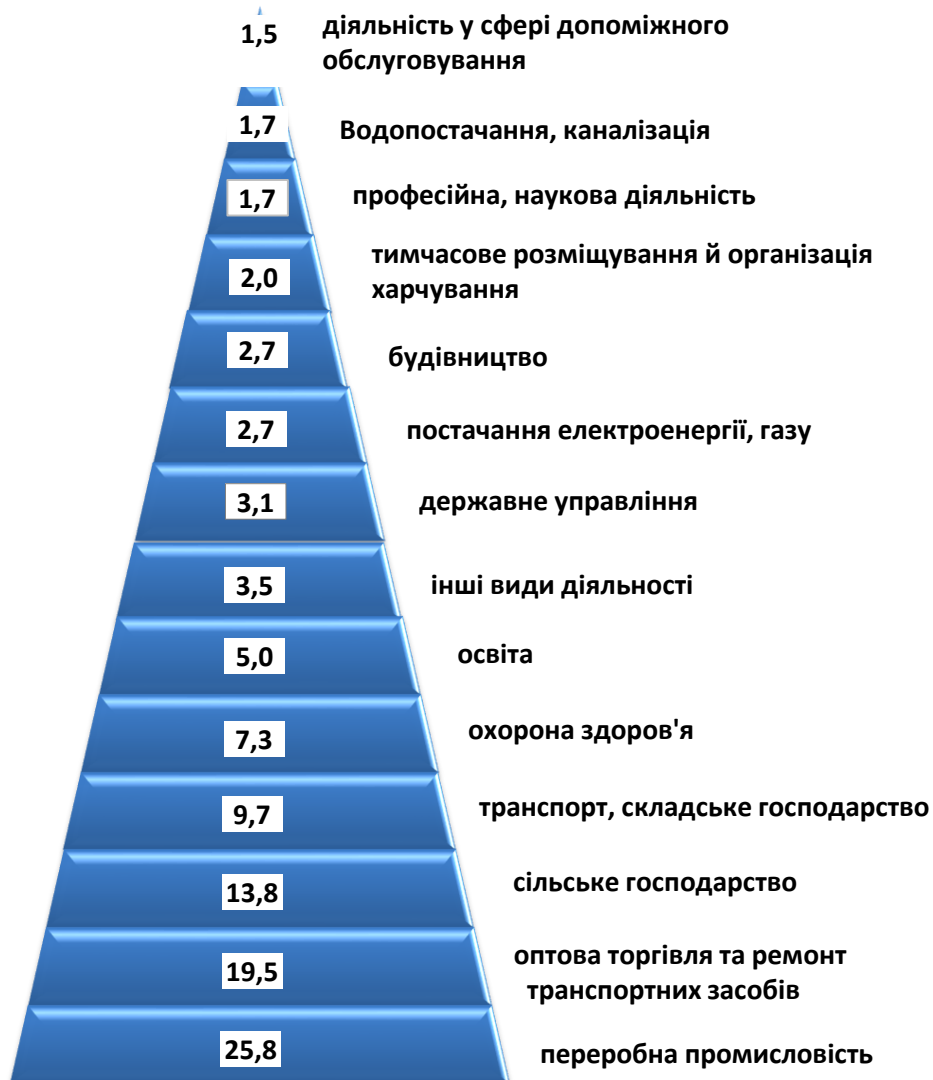 1,5
діяльність у сфері допоміжного
обслуговування
1,7
Водопостачання, каналізація
1,7
професійна, наукова діяльність
2,0
тимчасове розміщування й організація
харчування
2,7
будівництво
2,7
постачання електроенергії, газу
3,1
державне управління
3,5
інші види діяльності
5,0
освіта
7,3
охорона здоров'я
9,7
транспорт, складське господарство
13,8
сільське господарство
19,5
оптова торгівля та ремонт
транспортних засобів
25,8
переробна промисловість